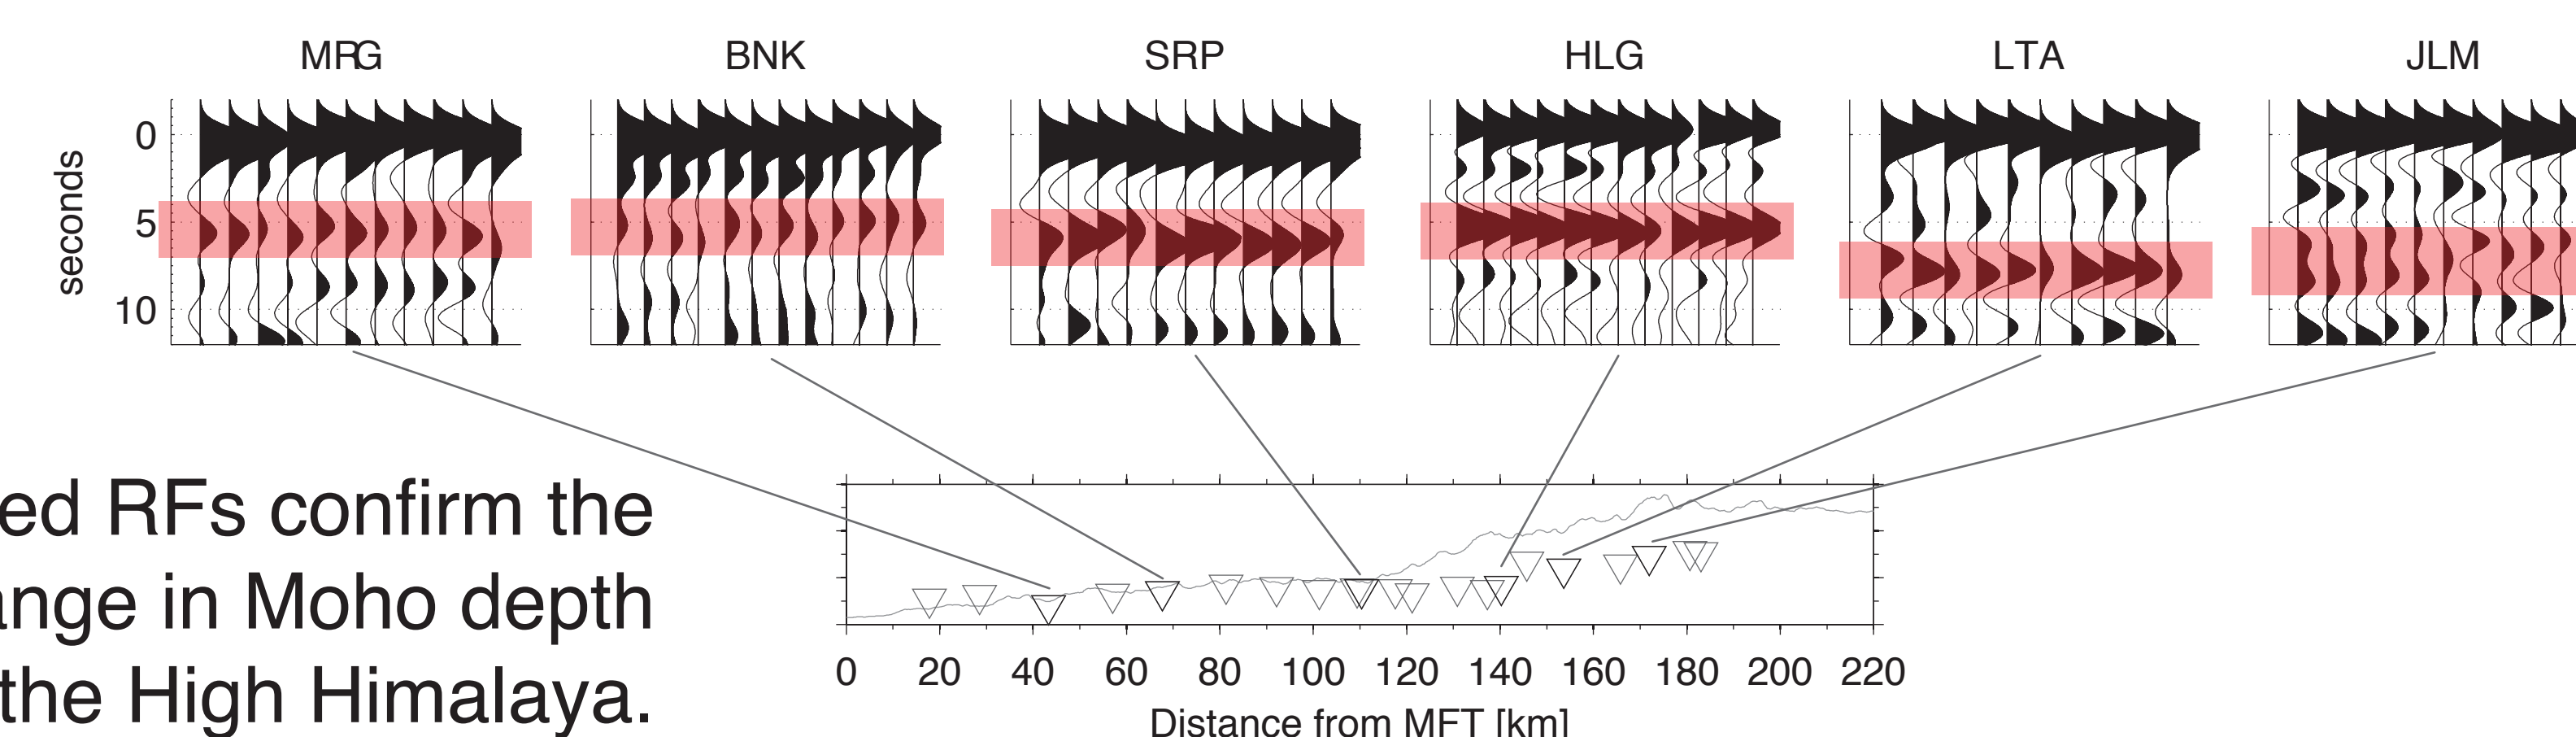 MRG BNK SRP HLG LTA JLM
0
5
10
seconds
ed RFs confirm the
ange in Moho depth
the High Himalaya.
0 20 40 60 80 100 120 140 160 180 200 220
Distance from MFT [km]